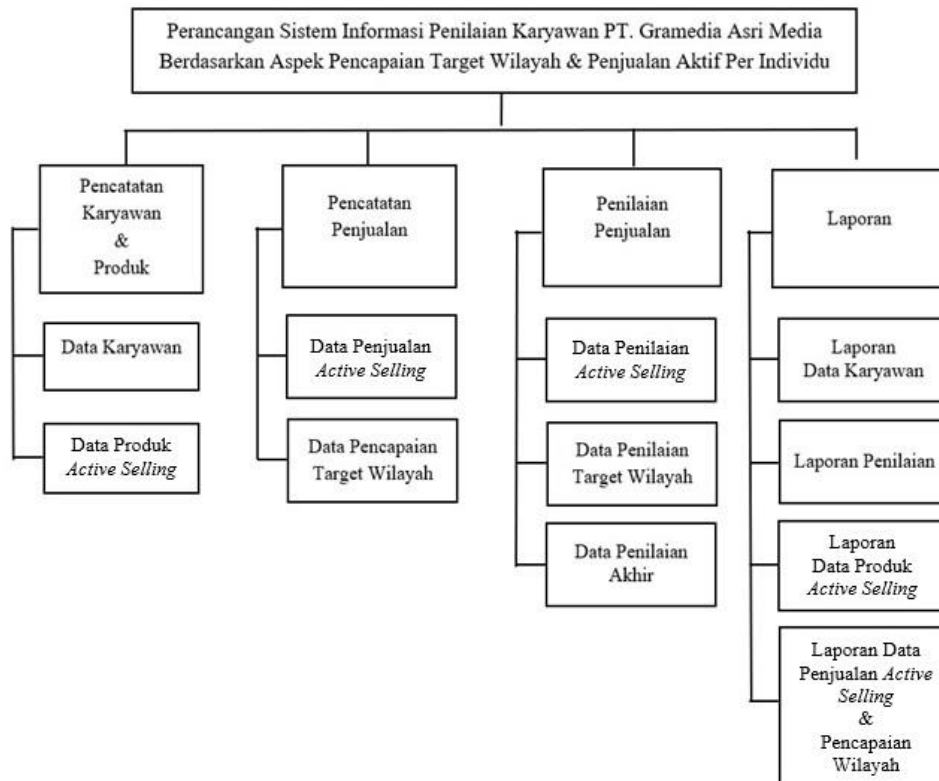 Perancangan Sistem Informasi Penilaian Karyawan PT. Gramedia Asri Media
Berdasarkan Aspek Pencapaian Target Wilayah & Penjualan Aktif Per Individu
Pencatatan
Karyawan
&
Produk
Data Karyawan
Data Produk
Active Selling
Pencatatan
Penjualan
Data Penjualan
Active Selling
Data Pencapaian
Target Wilayah
Penilaian
Penjualan
Data Penilaian
Active Selling
Data Penilaian
Target Wilayah
Data Penilaian
Akhir
Laporan
Laporan
Data Karyawan
Laporan Penilaian
Laporan
Data Produk
Active Selling
Laporan Data
Penjualan Active
Selling
&
Pencapaian
Wilayah